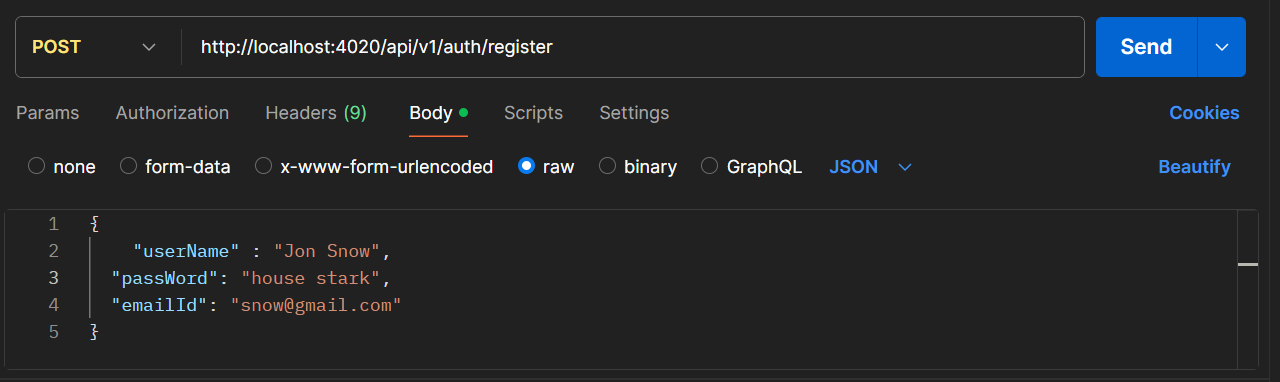 POST http://localhost:4020/api/v1/auth/register Send
Params Authorization Headers (9) Body Scripts Settings Cookies
none form-data x-www-form-urlencoded raw binary GraphQL JSON Beautify
1 {
2 "userName" : "Jon Snow",
3 "passWord": "house stark",
4 "emailId": "snow@gmail.com"
5 }